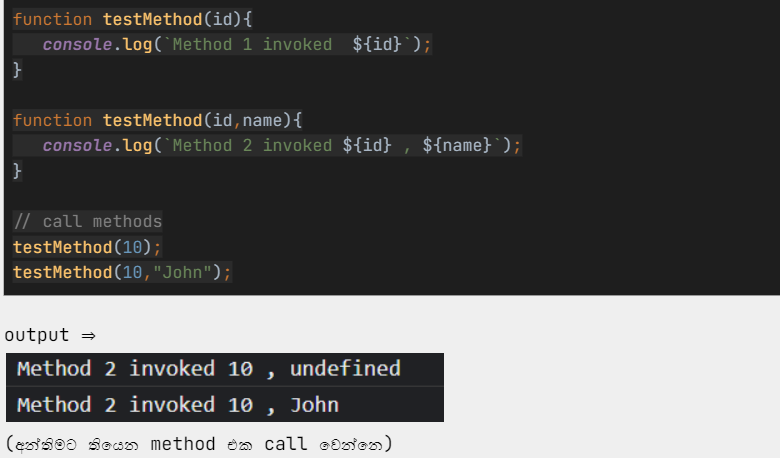 function testMethod(id){
   console.log(`Method 1 invoked  ${id}`);
}
function testMethod(id,name){
   console.log(`Method 2 invoked ${id} , ${name}`);
}
// call methods
testMethod(10);
testMethod(10,"John");
output ⇒
Method 2 invoked 10 , undefined
Method 2 invoked 10 , John
(අන්තිමට තියෙන method එක call වෙන්නෙ)